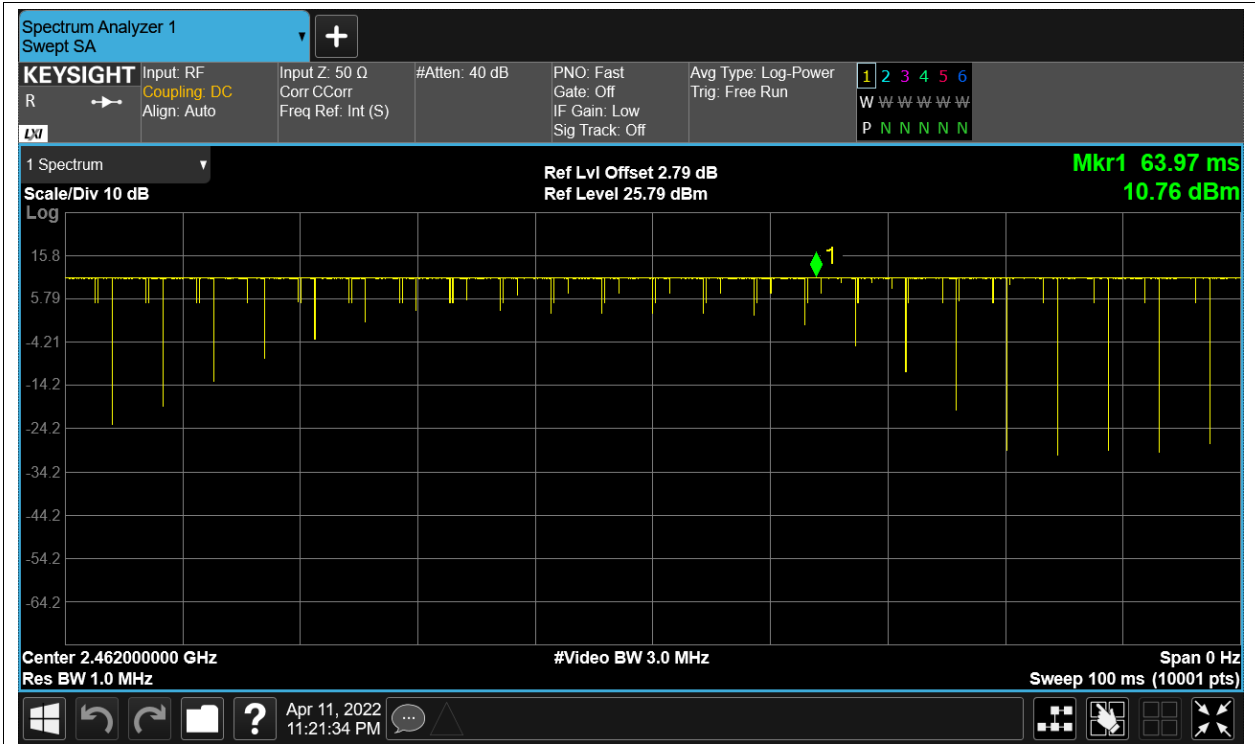 Spectrum Analyzer 1
Swept SA
KEYSIGHT
R
LXI
Input: RF
Coupling: DC
Align: Auto
Input Z: 50 Ω
Corr CCorr
Freq Ref: Int (S)
#Atten: 40 dB
PNO: Fast
Gate: Off
IF Gain: Low
Sig Track: Off
Avg Type: Log-Power
Trig: Free Run
1 2 3 4 5 6
W W W W W W
P N N N N N
1 Spectrum
Scale/Div 10 dB
Log
Ref Lvl Offset 2.79 dB
Ref Level 25.79 dBm
Mkr1 63.97 ms
10.76 dBm
1
15.8
5.79
-4.21
-14.2
-24.2
-34.2
-44.2
-54.2
-64.2
Center 2.462000000 GHz
Res BW 1.0 MHz
#Video BW 3.0 MHz
Span 0 Hz
Sweep 100 ms (10001 pts)
?
Apr 11, 2022
11:21:34 PM